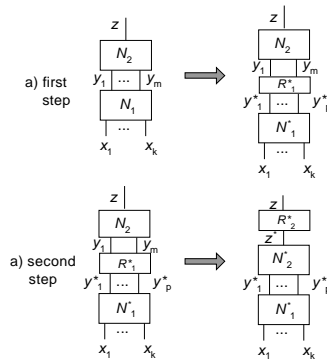 z
z
N₂
N₂
y₁ ... yₘ
y₁ yₘ
a) first
step
R*₁
y*₁ ... y*ₚ
N₁
N*₁
...
...
x₁ xₖ
x₁ xₖ
z
z
N₂
R*₂
y₁ yₘ
z*
a) second
step
R*₁
N*₂
y*₁ ... y*ₚ
y*₁ ... y*ₚ
N*₁
N*₁
...
...
x₁ xₖ
x₁ xₖ